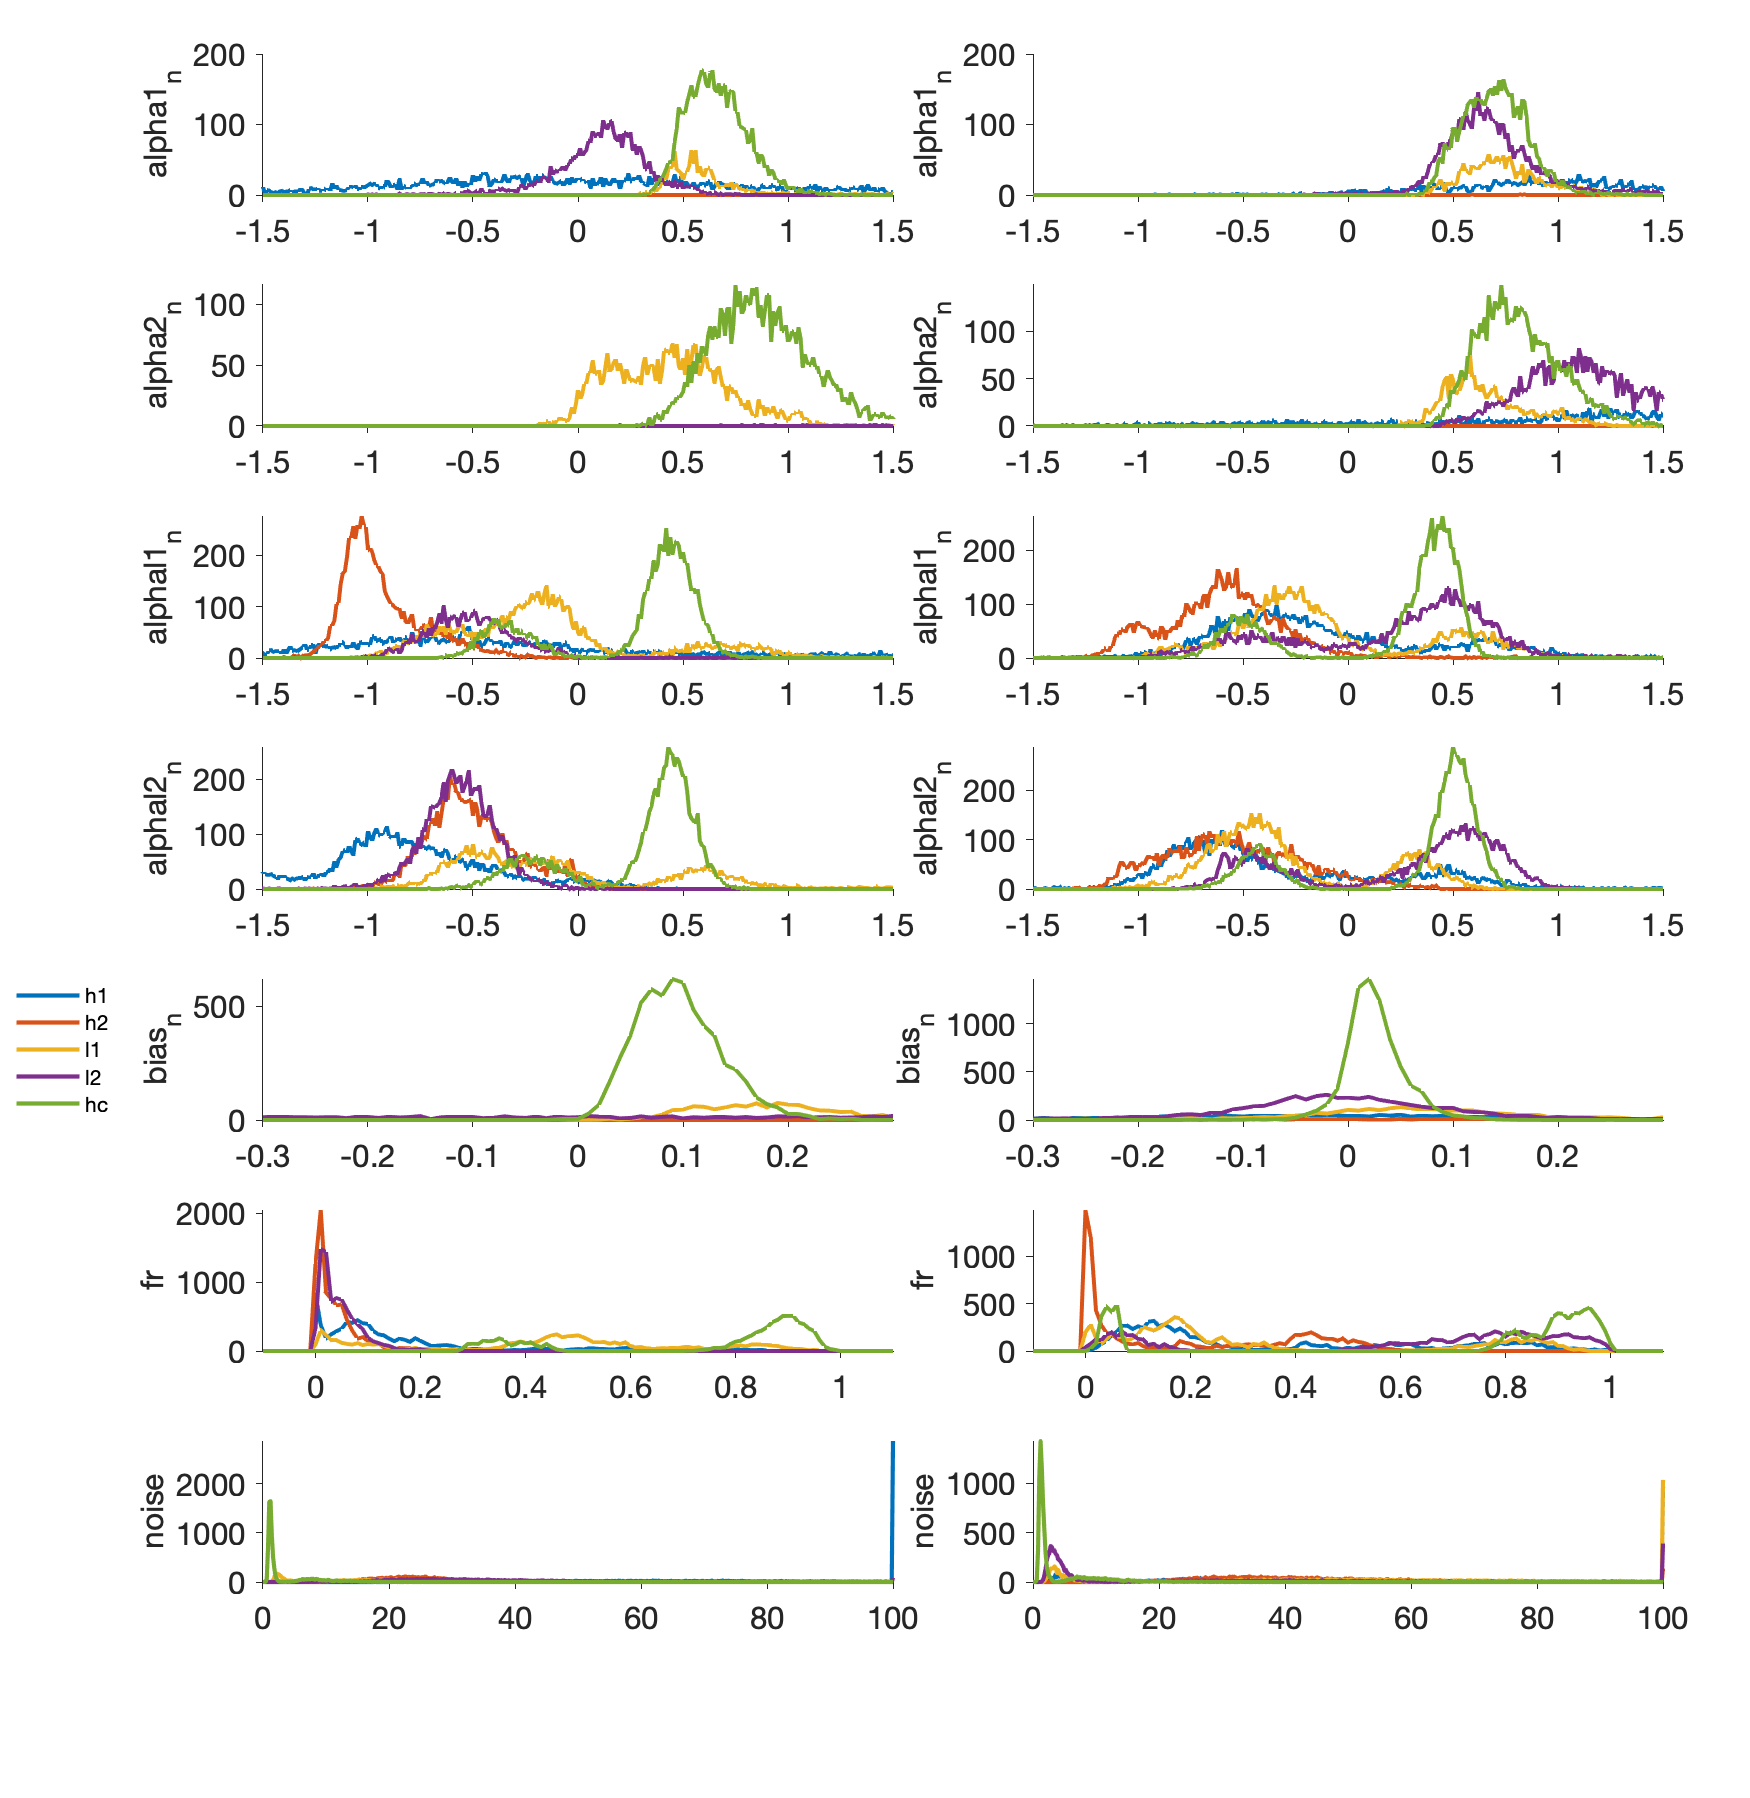 200 100 0 alpha1n -1.5 -1 -0.5 0 0.5 1 1.5
200 100 0 alpha1n -1.5 -1 -0.5 0 0.5 1 1.5
100 50 0 alpha2n -1.5 -1 -0.5 0 0.5 1 1.5
100 50 0 alpha2n -1.5 -1 -0.5 0 0.5 1 1.5
200 100 0 alphal1n -1.5 -1 -0.5 0 0.5 1 1.5
200 100 0 alphal1n -1.5 -1 -0.5 0 0.5 1 1.5
200 100 0 alphal2n -1.5 -1 -0.5 0 0.5 1 1.5
200 100 0 alphal2n -1.5 -1 -0.5 0 0.5 1 1.5
h1
h2
l1
l2
hc
500 0 biasn -0.3 -0.2 -0.1 0 0.1 0.2
1000 500 0 biasn -0.3 -0.2 -0.1 0 0.1 0.2
2000 1000 0 fr 0 0.2 0.4 0.6 0.8 1
1000 500 0 fr 0 0.2 0.4 0.6 0.8 1
2000 1000 0 noise 0 20 40 60 80 100
1000 500 0 noise 0 20 40 60 80 100